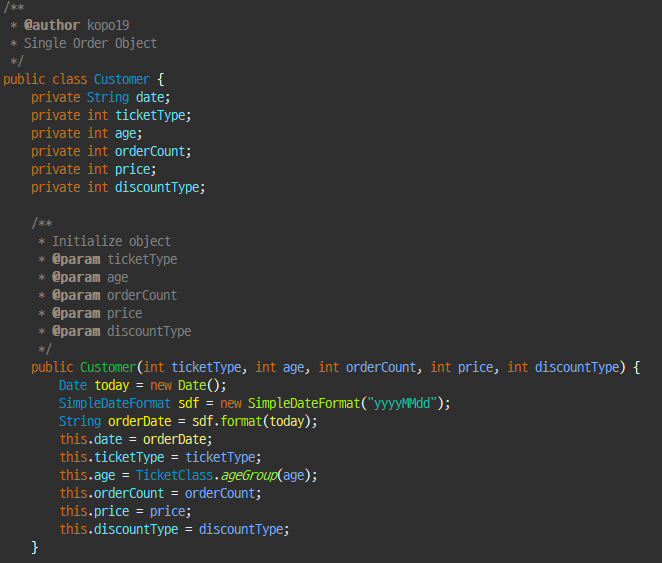 /**
 * @author kopo19
 * Single Order Object
 */
public class Customer {
    private String date;
    private int ticketType;
    private int age;
    private int orderCount;
    private int price;
    private int discountType;

    /**
     * Initialize object
     * @param ticketType
     * @param age
     * @param orderCount
     * @param price
     * @param discountType
     */
    public Customer(int ticketType, int age, int orderCount, int price, int discountType) {
        Date today = new Date();
        SimpleDateFormat sdf = new SimpleDateFormat("yyyyMMdd");
        String orderDate = sdf.format(today);
        this.date = orderDate;
        this.ticketType = ticketType;
        this.age = TicketClass.ageGroup(age);
        this.orderCount = orderCount;
        this.price = price;
        this.discountType = discountType;
    }